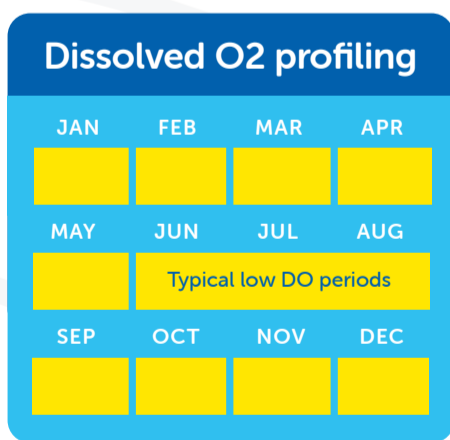 Dissolved O2 profiling
JAN FEB MAR APR
MAY JUN JUL AUG
Typical low DO periods
SEP OCT NOV DEC